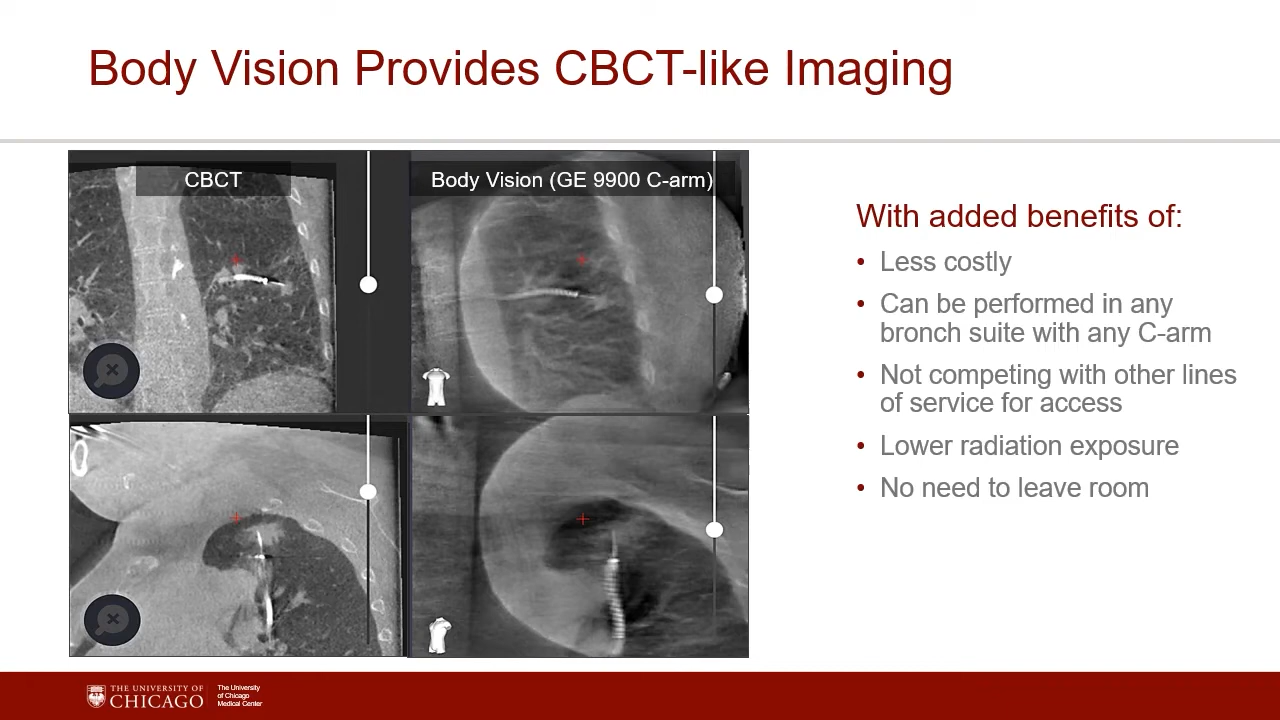 Body Vision Provides CBCT-like Imaging
CBCT
Body Vision (GE 9900 C-arm)
With added benefits of:
• Less costly
• Can be performed in any
bronch suite with any C-arm
• Not competing with other lines
of service for access
• Lower radiation exposure
• No need to leave room
THE UNIVERSITY OF
CHICAGO
The University
of Chicago
Medical Center